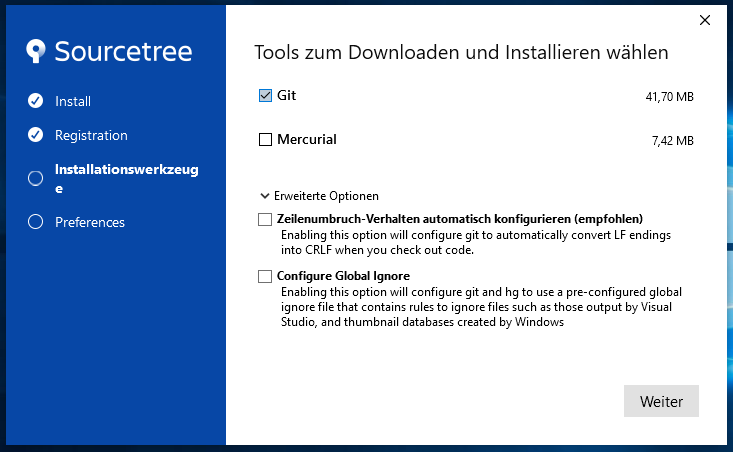 Sourcetree
Install
Registration
Installationswerkzeug
e
Preferences
Tools zum Downloaden und Installieren wählen
Git 41,70 MB
Mercurial 7,42 MB
Erweiterte Optionen
Zeilenumbruch-Verhalten automatisch konfigurieren (empfohlen)
Enabling this option will configure git to automatically convert LF endings
into CRLF when you check out code.
Configure Global Ignore
Enabling this option will configure git and hg to use a pre-configured global
ignore file that contains rules to ignore files such as those output by Visual
Studio, and thumbnail databases created by Windows
Weiter